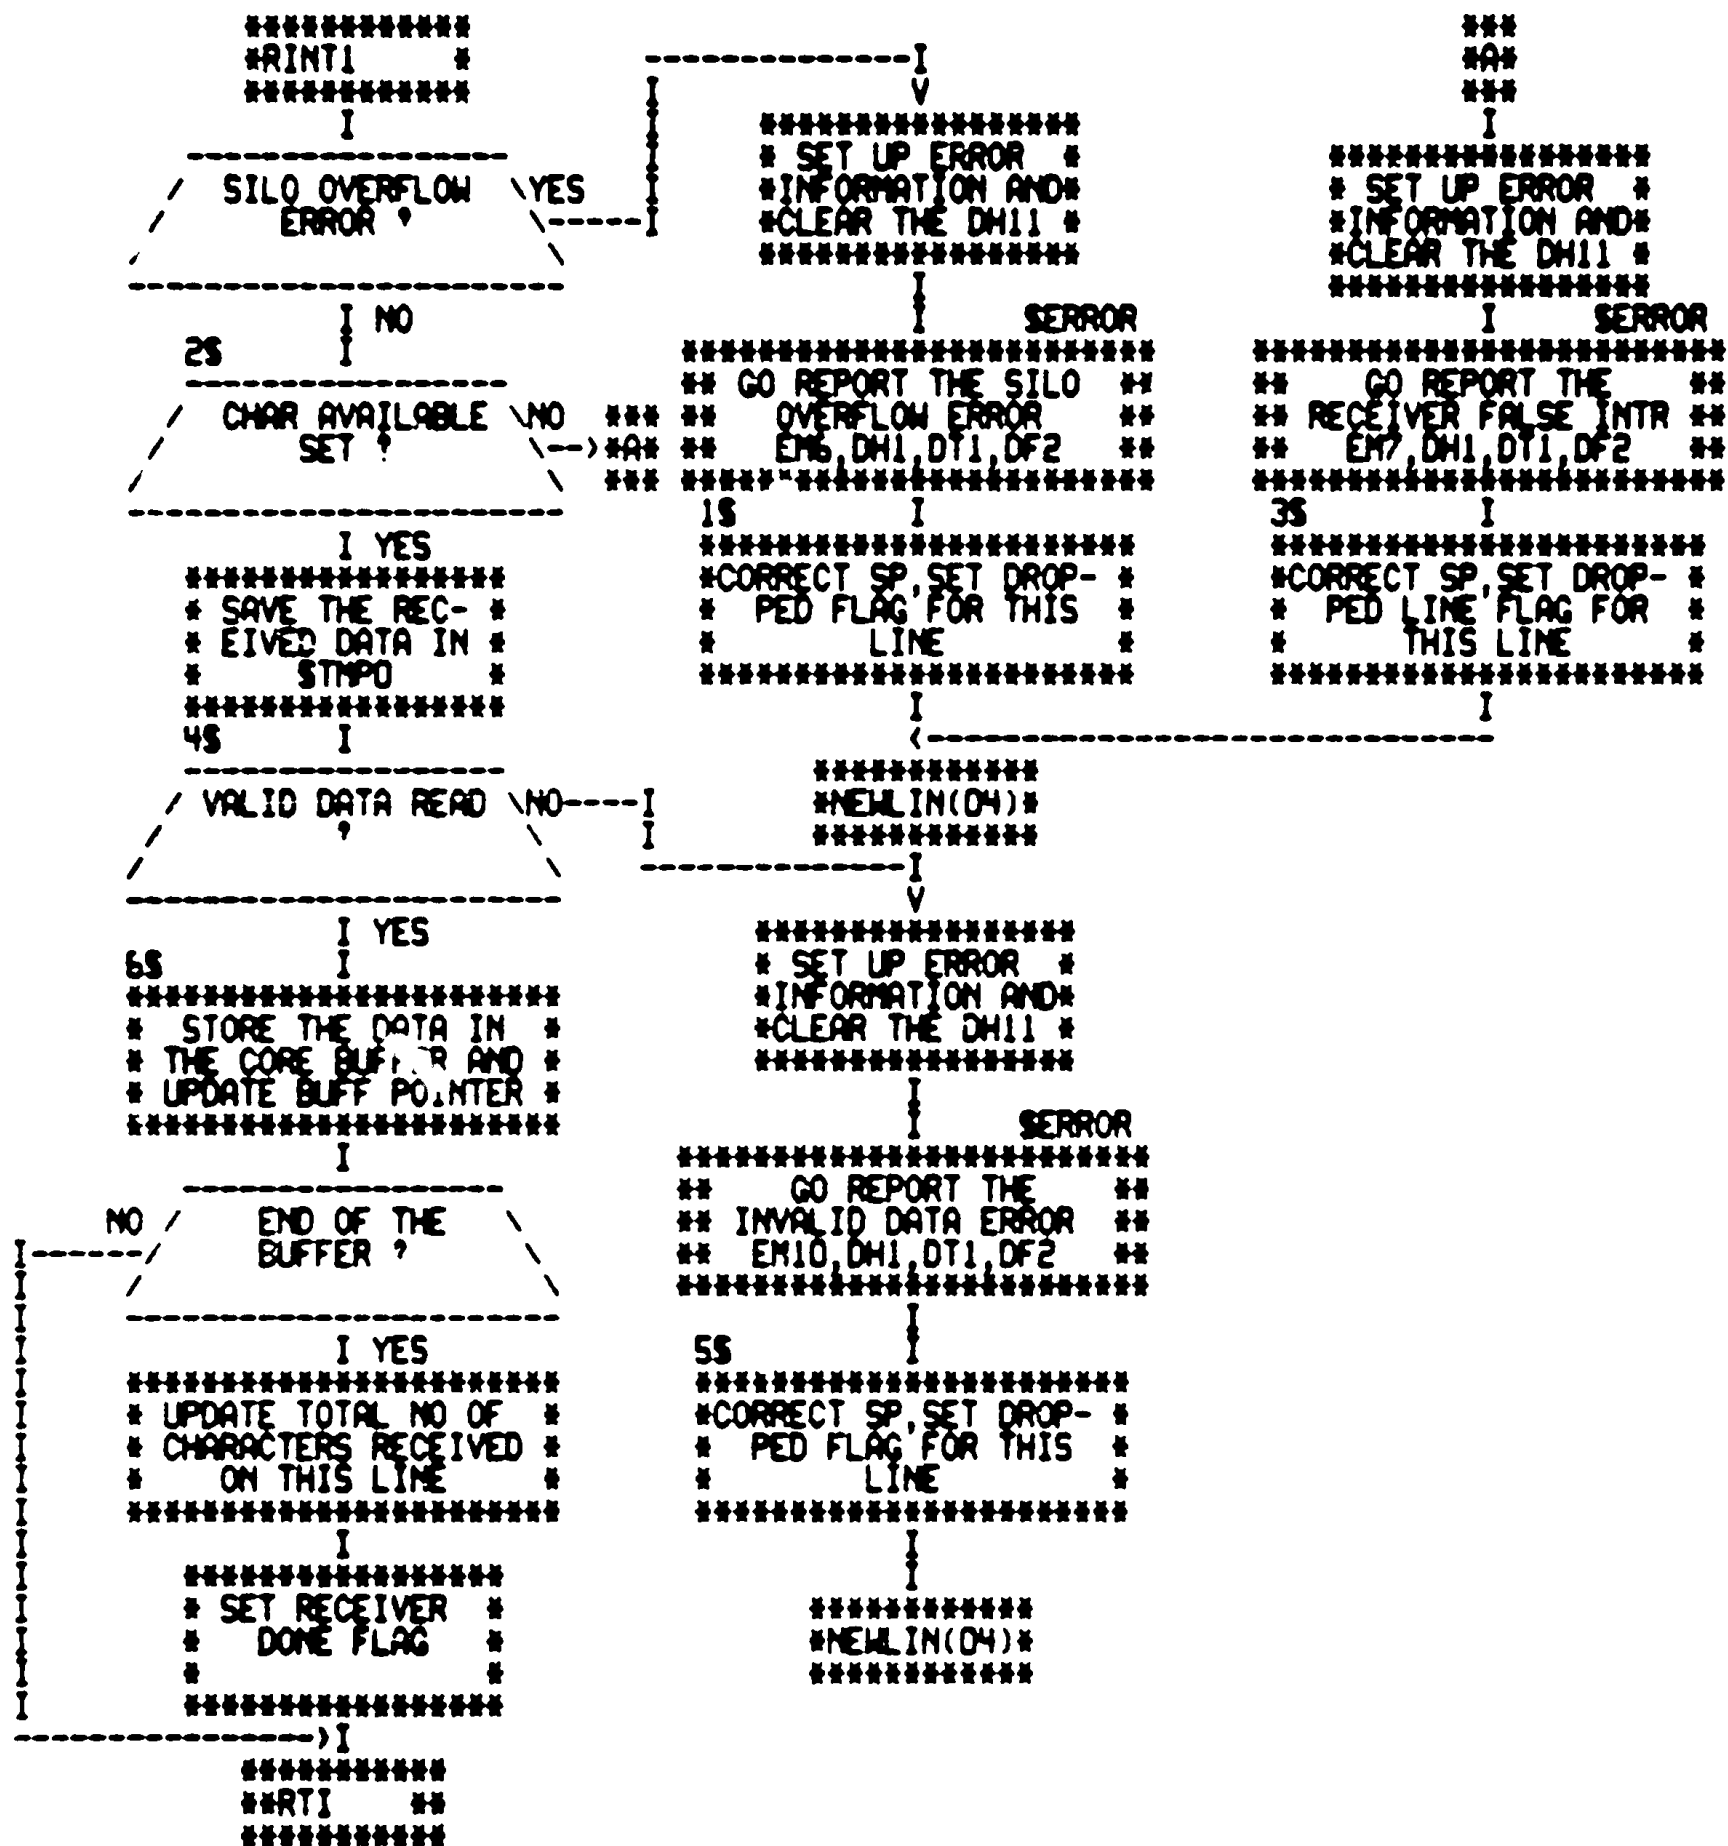 *RINT1 *
SILO OVERFLOW
ERROR ?
YES
NO
2$
CHAR AVAILABLE
SET ?
NO
*A*
YES
* SAVE THE REC- *
* EIVED DATA IN *
* $TMP0 *
4$
VALID DATA READ
?
NO
YES
6$
* STORE THE DATA IN *
* THE CORE BUFFER AND *
* UPDATE BUFF POINTER *
NO
END OF THE
BUFFER ?
YES
* UPDATE TOTAL NO OF *
* CHARACTERS RECEIVED *
* ON THIS LINE *
* SET RECEIVER *
* DONE FLAG *
**RTI **
* SET UP ERROR *
*INFORMATION AND*
*CLEAR THE DH11 *
$ERROR
** GO REPORT THE SILO **
** OVERFLOW ERROR **
** EM6,DH1,DT1,DF2 **
1$
*CORRECT SP,SET DROP- *
* PED FLAG FOR THIS *
* LINE *
*NEWLIN(D4)*
* SET UP ERROR *
*INFORMATION AND*
*CLEAR THE DH11 *
$ERROR
** GO REPORT THE **
** INVALID DATA ERROR **
** EM10,DH1,DT1,DF2 **
5$
*CORRECT SP,SET DROP- *
* PED FLAG FOR THIS *
* LINE *
*NEWLIN(D4)*
*A*
* SET UP ERROR *
*INFORMATION AND*
*CLEAR THE DH11 *
$ERROR
** GO REPORT THE **
** RECEIVER FALSE INTR **
** EM7,DH1,DT1,DF2 **
3$
*CORRECT SP,SET DROP- *
* PED LINE FLAG FOR *
* THIS LINE *